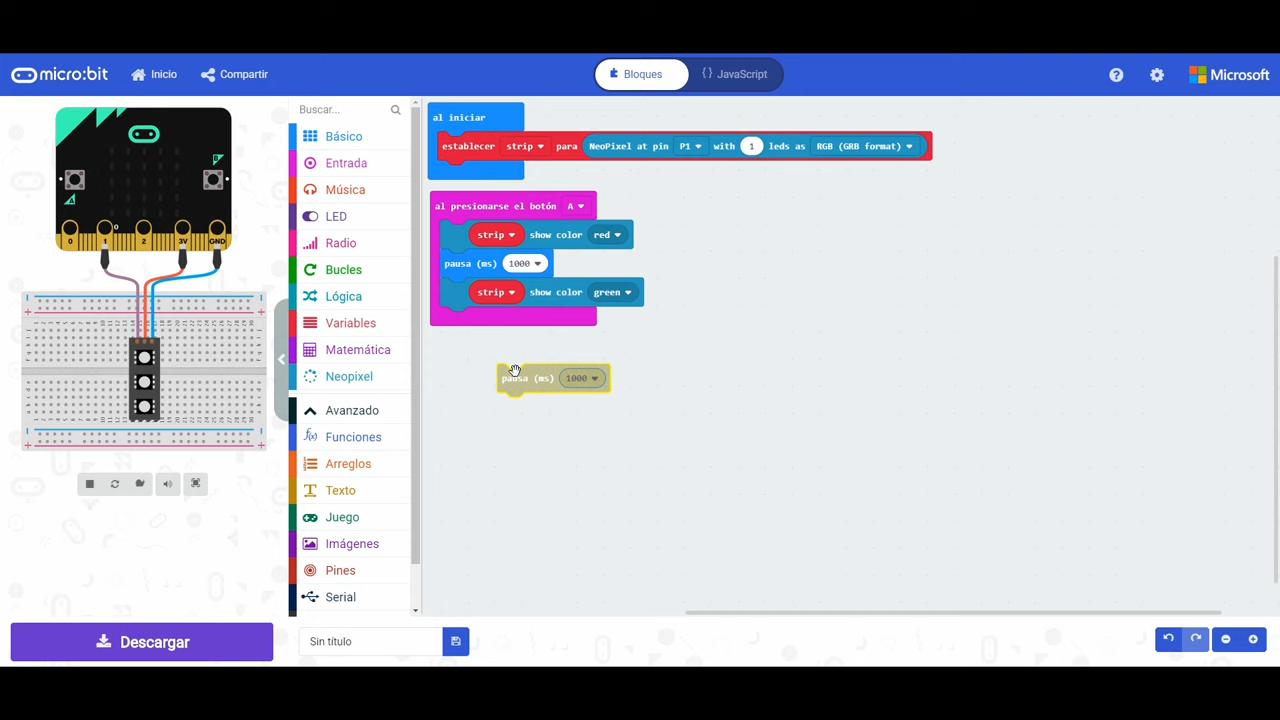 micro:bit
Inicio
Compartir
Bloques
{ } JavaScript
Microsoft
B
A
0
0 1 2 3V GND
Descargar
Buscar...
Básico
Entrada
Música
LED
Radio
Bucles
Lógica
Variables
Matemática
Neopixel
Avanzado
Funciones
Arreglos
Texto
Juego
Imágenes
Pines
Serial
Sin título
al iniciar
establecer strip para NeoPixel at pin P1 with 1 leds as RGB (GRB format)
al presionarse el botón A
strip show color red
pausa (ms) 1000
strip show color green
pausa (ms) 1000